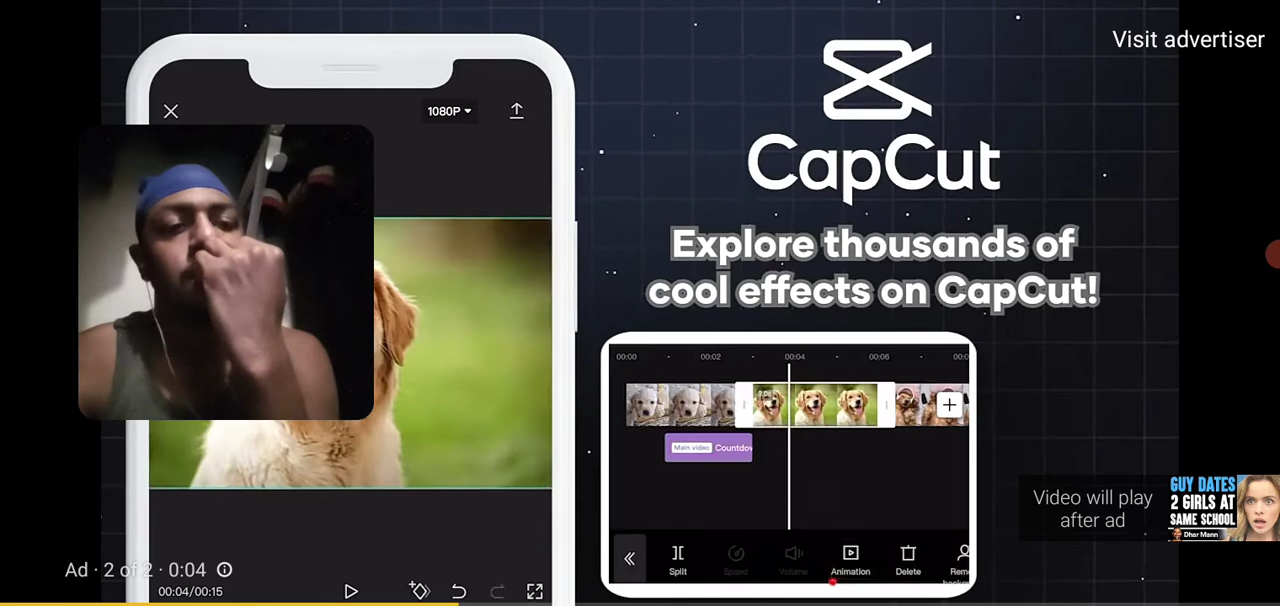 Visit advertiser
1080P
CapCut
Explore thousands of
cool effects on CapCut!
00:00
00:02
00:04
00:06
Main video
Split
Speed
Volume
Animation
Delete
Video will play
after ad
GUY DATES
2 GIRLS AT
SAME SCHOOL
Dhar Mann
Ad · 2 of 2 · 0:04
00:04/00:15